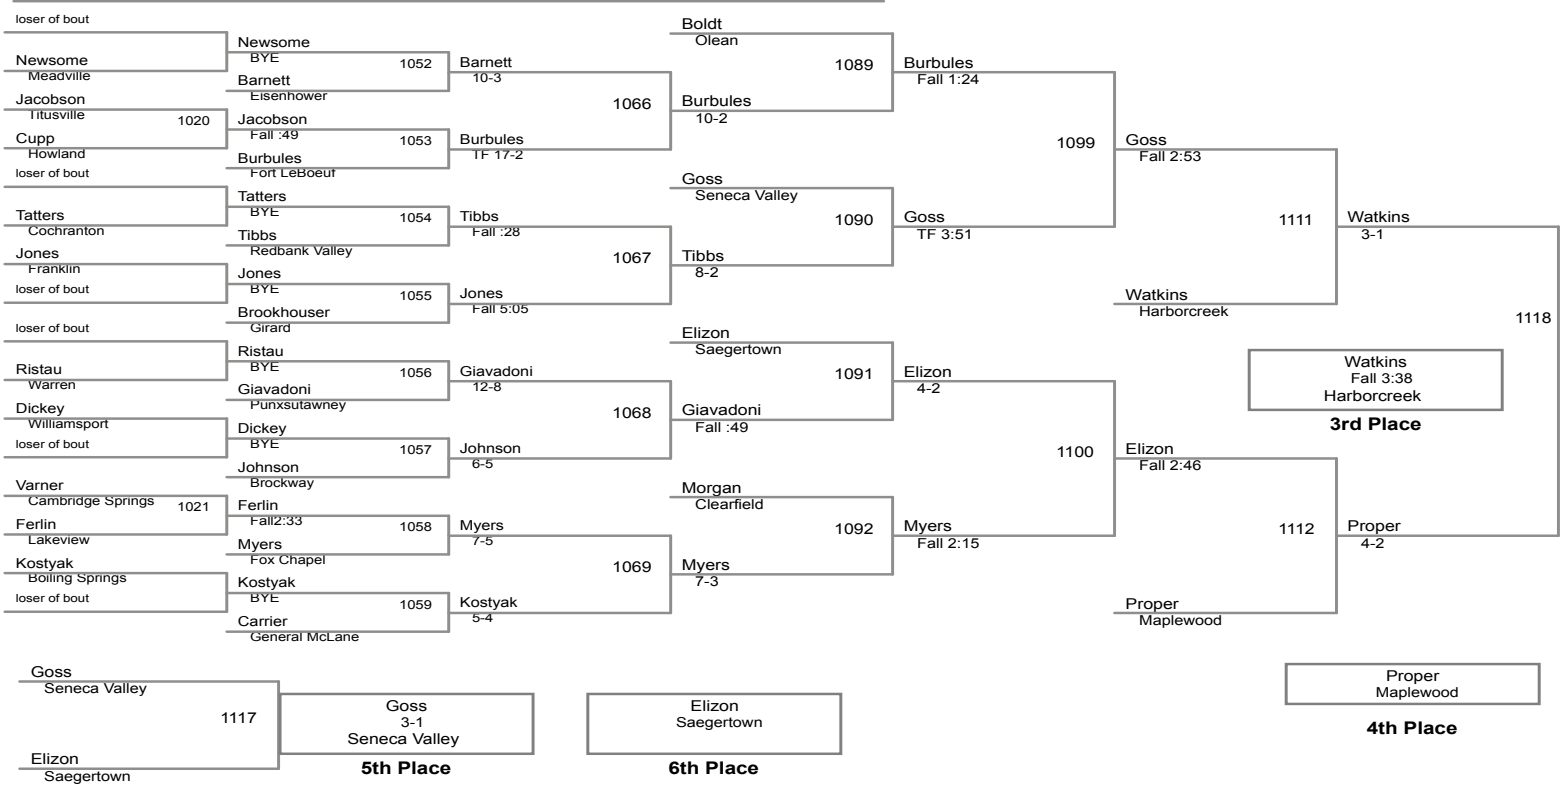 loser of bout
Newsome
Meadville
Jacobson
Titusville
1020
Cupp
Howland
loser of bout
Tatters
Cochranton
Jones
Franklin
loser of bout
loser of bout
Ristau
Warren
Dickey
Williamsport
loser of bout
Varner
Cambridge Springs
1021
Ferlin
Lakeview
Kostyak
Boiling Springs
loser of bout
Newsome
BYE
1052
Barnett
Eisenhower
Jacobson
Fall :49
1053
Burbules
Fort LeBoeuf
Tatters
BYE
1054
Tibbs
Redbank Valley
Jones
BYE
1055
Brookhouser
Girard
Ristau
BYE
1056
Giavadoni
Punxsutawney
Dickey
BYE
1057
Johnson
Brockway
Ferlin
Fall2:33
1058
Myers
Fox Chapel
Kostyak
BYE
1059
Carrier
General McLane
Barnett
10-3
1066
Burbules
TF 17-2
Tibbs
Fall :28
1067
Jones
Fall 5:05
Giavadoni
12-8
1068
Johnson
6-5
Myers
7-5
1069
Kostyak
5-4
Boldt
Olean
1089
Burbules
10-2
Goss
Seneca Valley
1090
Tibbs
8-2
Elizon
Saegertown
1091
Giavadoni
Fall :49
Morgan
Clearfield
1092
Myers
7-3
Burbules
Fall 1:24
1099
Goss
TF 3:51
Elizon
4-2
1100
Myers
Fall 2:15
Goss
Fall 2:53
1111
Watkins
Harborcreek
Elizon
Fall 2:46
1112
Proper
Maplewood
Watkins
3-1
1118
Proper
4-2
Watkins
Fall 3:38
Harborcreek
3rd Place
Proper
Maplewood
4th Place
Goss
Seneca Valley
1117
Elizon
Saegertown
Goss
3-1
Seneca Valley
5th Place
Elizon
Saegertown
6th Place